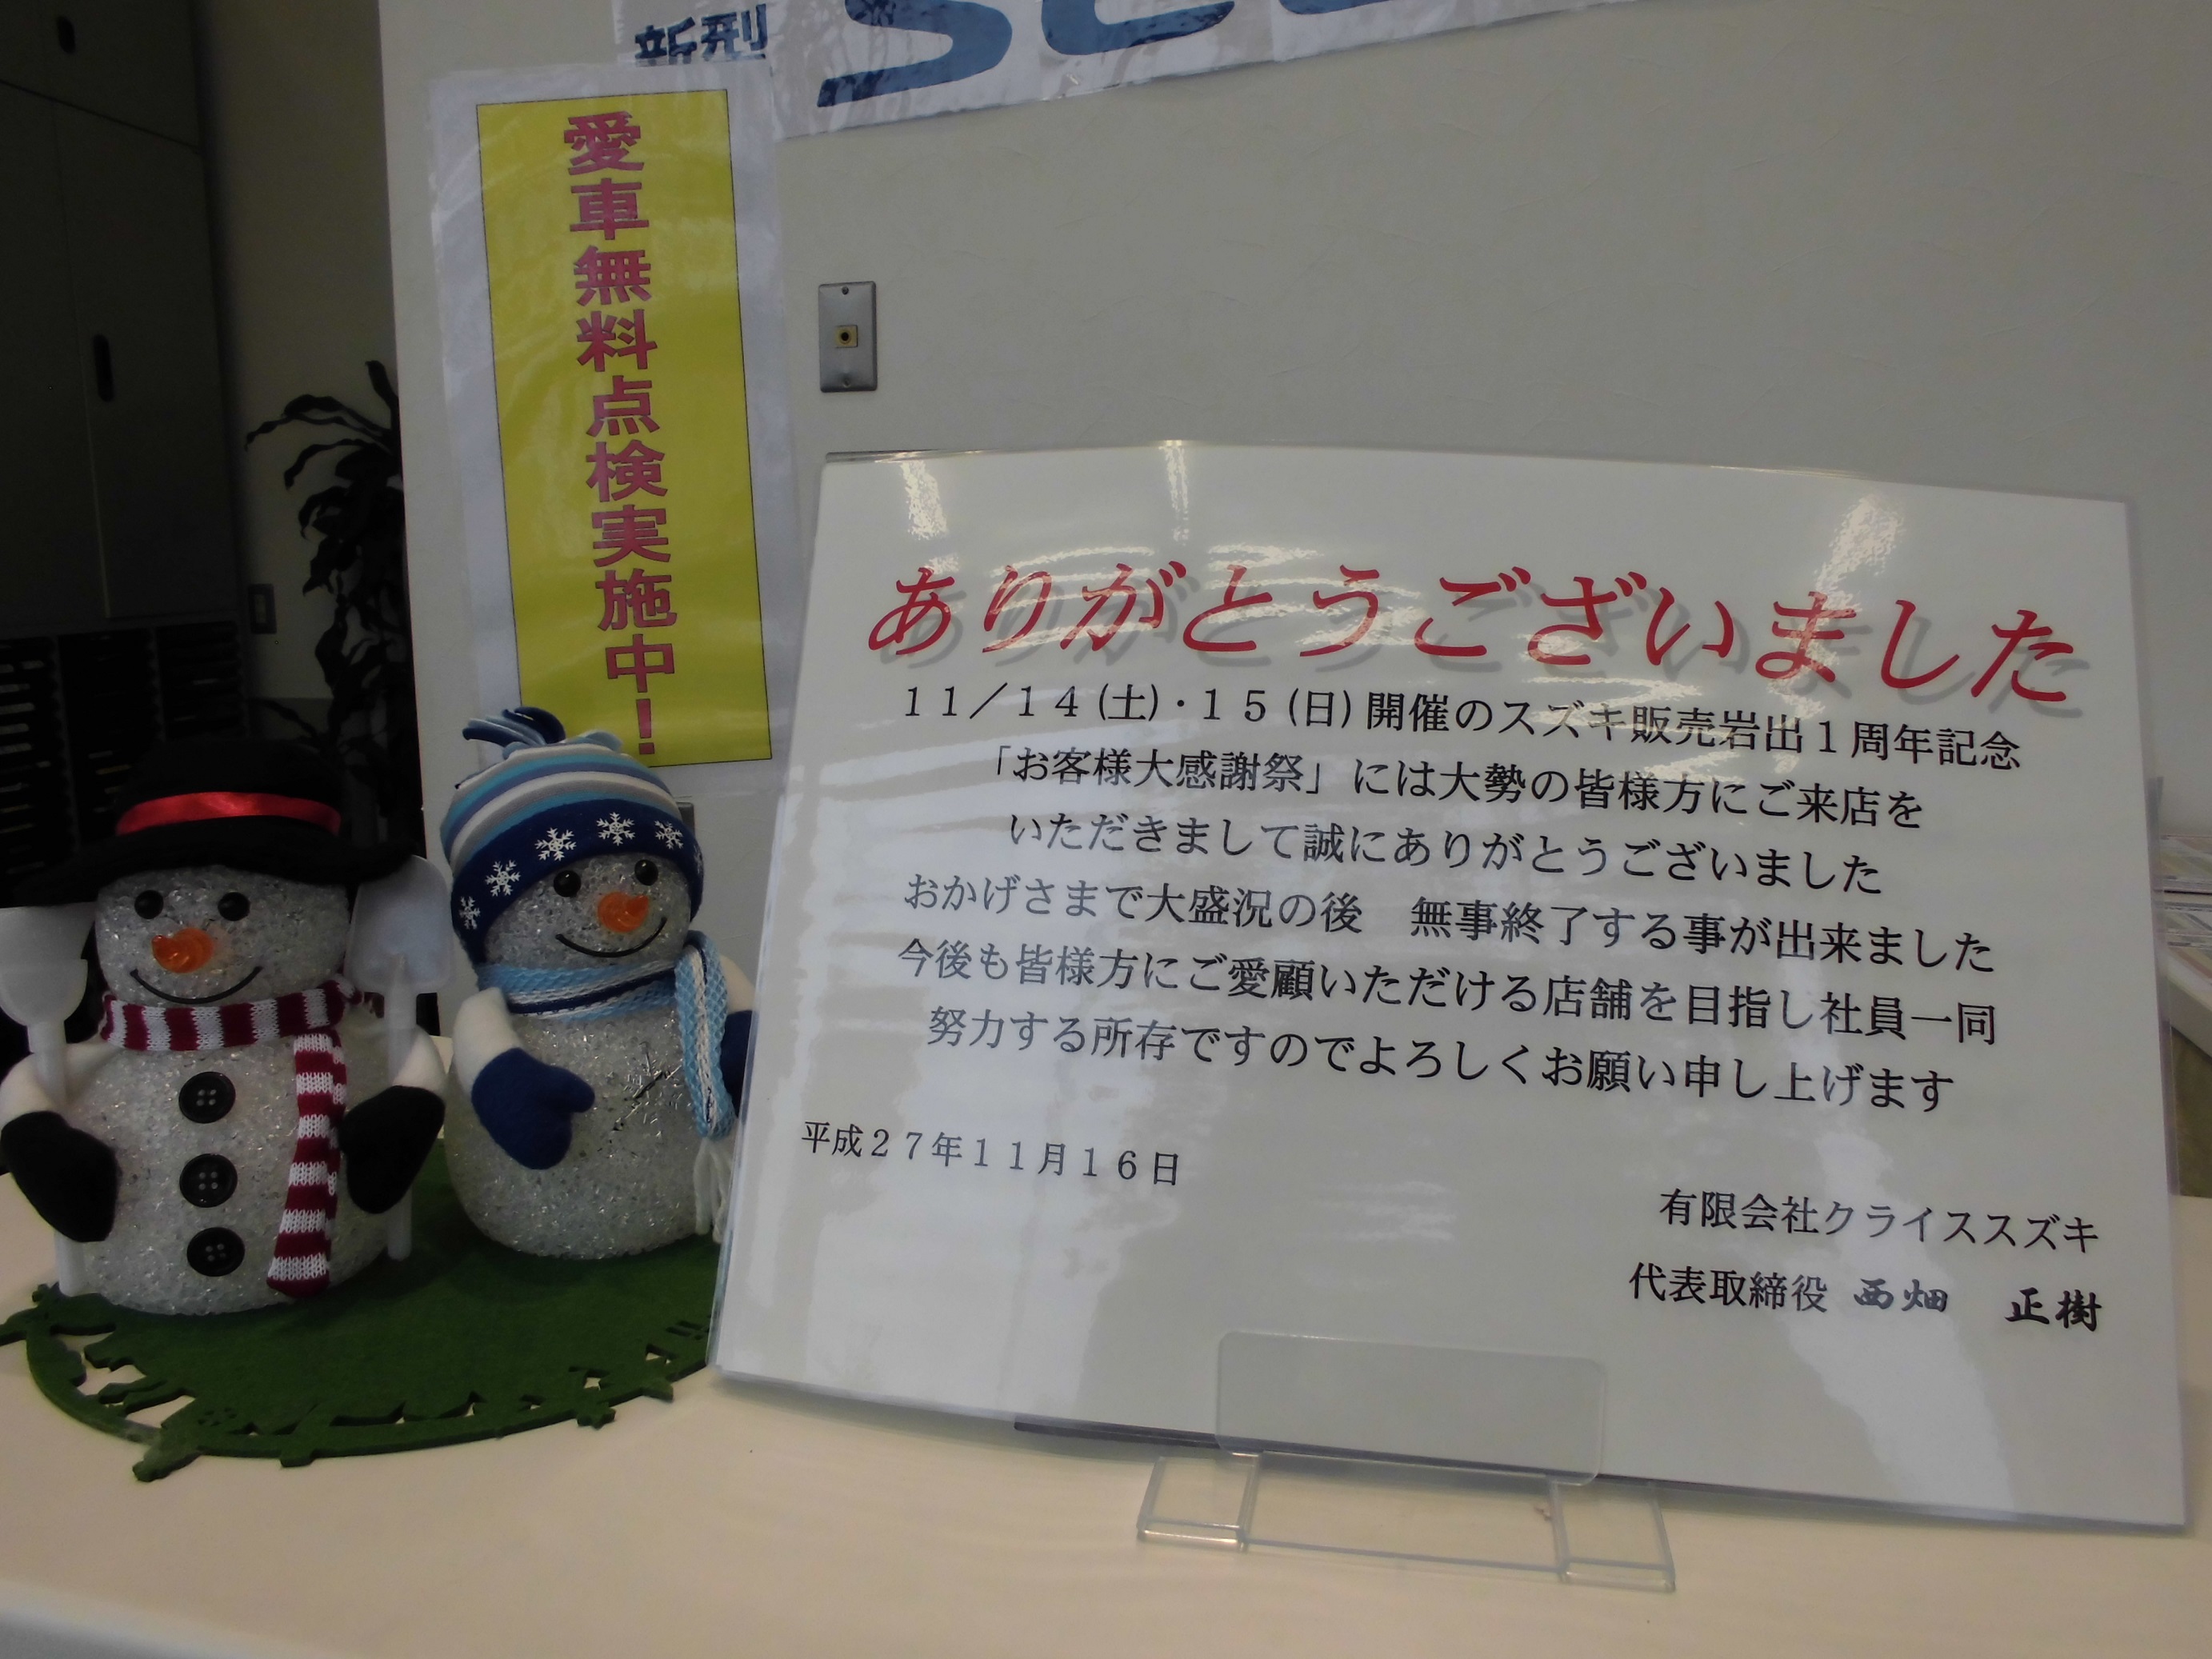 新型
愛車無料点検実施中!
ありがとうございました
11/14(土)・15(日)開催のスズキ販売岩出1周年記念
「お客様大感謝祭」には大勢の皆様方にご来店を
いただきまして誠にありがとうございました
おかげさまで大盛況の後　無事終了する事が出来ました
今後も皆様方にご愛顧いただける店舗を目指し社員一同
努力する所存ですのでよろしくお願い申し上げます
平成27年11月16日
有限会社クライススズキ
代表取締役 西畑　正樹